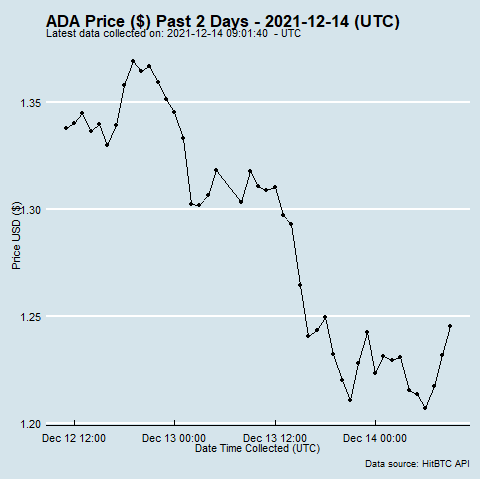 ADA Price ($) Past 2 Days - 2021-12-14 (UTC)
Latest data collected on: 2021-12-14 09:01:40  - UTC
1.35
1.30
1.25
1.20
Price USD ($)
Dec 12 12:00 Dec 13 00:00 Dec 13 12:00 Dec 14 00:00
Date Time Collected (UTC)
Data source: HitBTC API